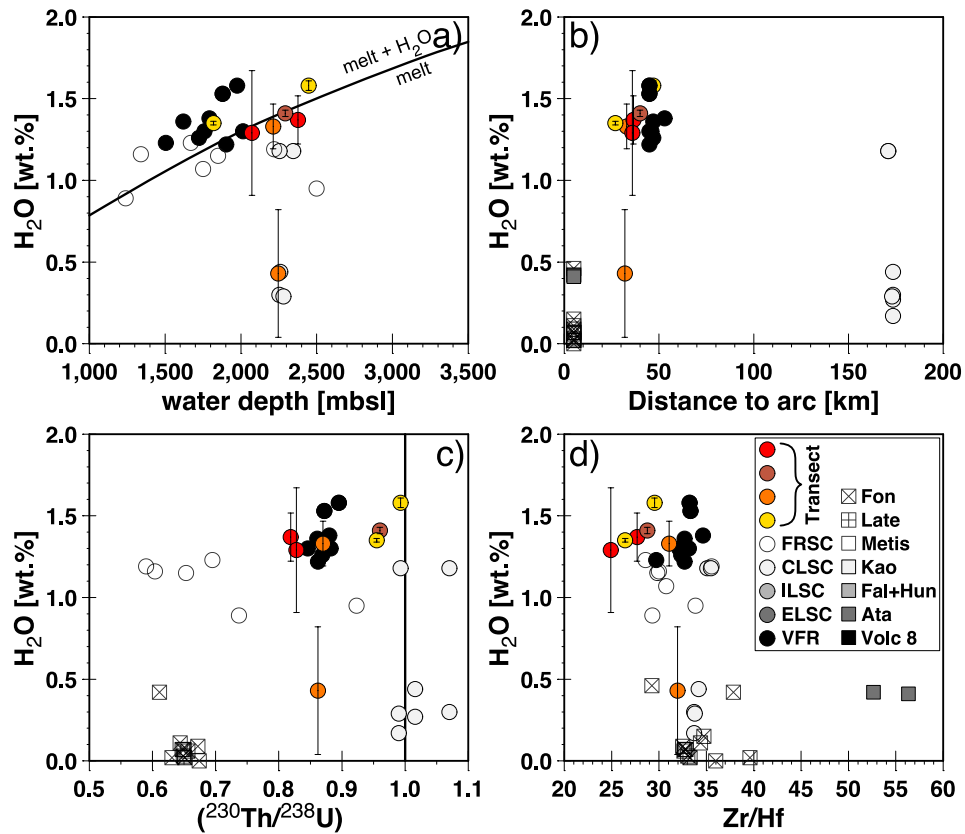 a)
melt + H2O
melt
H2O [wt.%]
2.0
1.5
1.0
0.5
0.0
1,000
1,500
2,000
2,500
3,000
3,500
water depth [mbsl]
b)
H2O [wt.%]
2.0
1.5
1.0
0.5
0.0
0
50
100
150
200
Distance to arc [km]
c)
H2O [wt.%]
2.0
1.5
1.0
0.5
0.0
0.5
0.6
0.7
0.8
0.9
1.0
1.1
(230Th/238U)
d)
H2O [wt.%]
2.0
1.5
1.0
0.5
0.0
20
25
30
35
40
45
50
55
60
Zr/Hf
Transect
FRSC
CLSC
ILSC
ELSC
VFR
Fon
Late
Metis
Kao
Fal+Hun
Ata
Volc 8